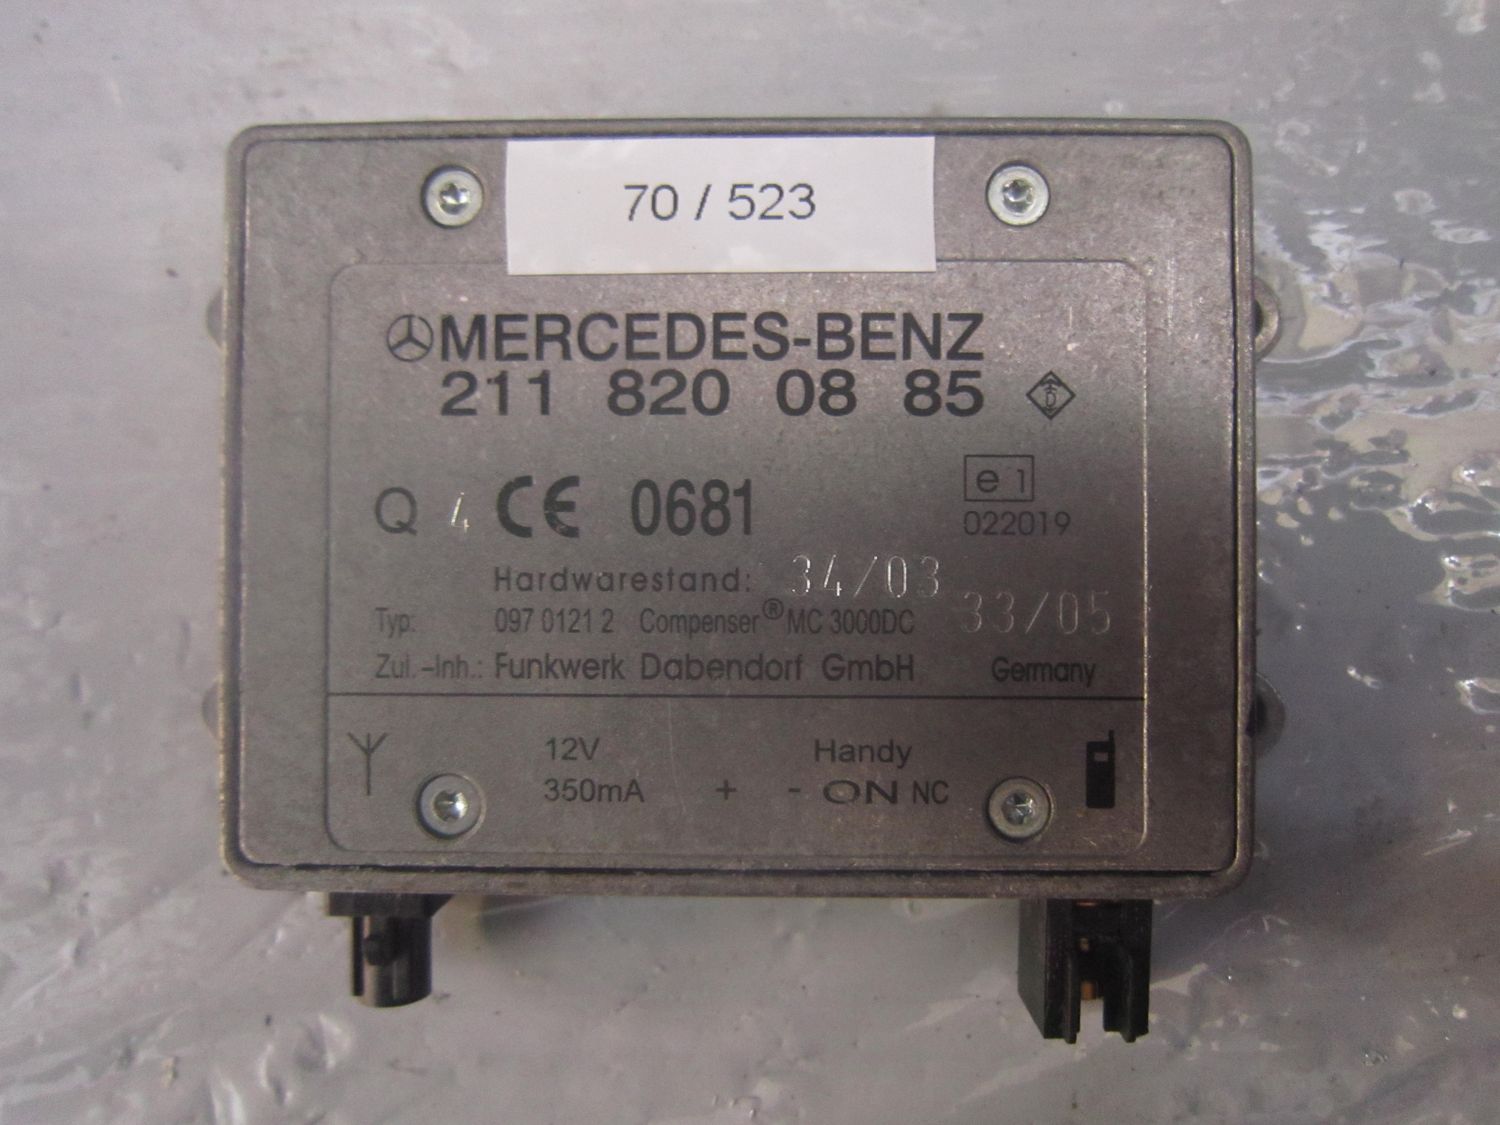 70 / 523
MERCEDES-BENZ
211 820 08 85
Q 4 CE 0681
e 1
022019
Hardwarestand: 34/03
Typ: 097 0121 2 Compenser® MC 3000DC 33/05
Zul.-Inh.: Funkwerk Dabendorf GmbH Germany
12V Handy
350mA + - ON NC